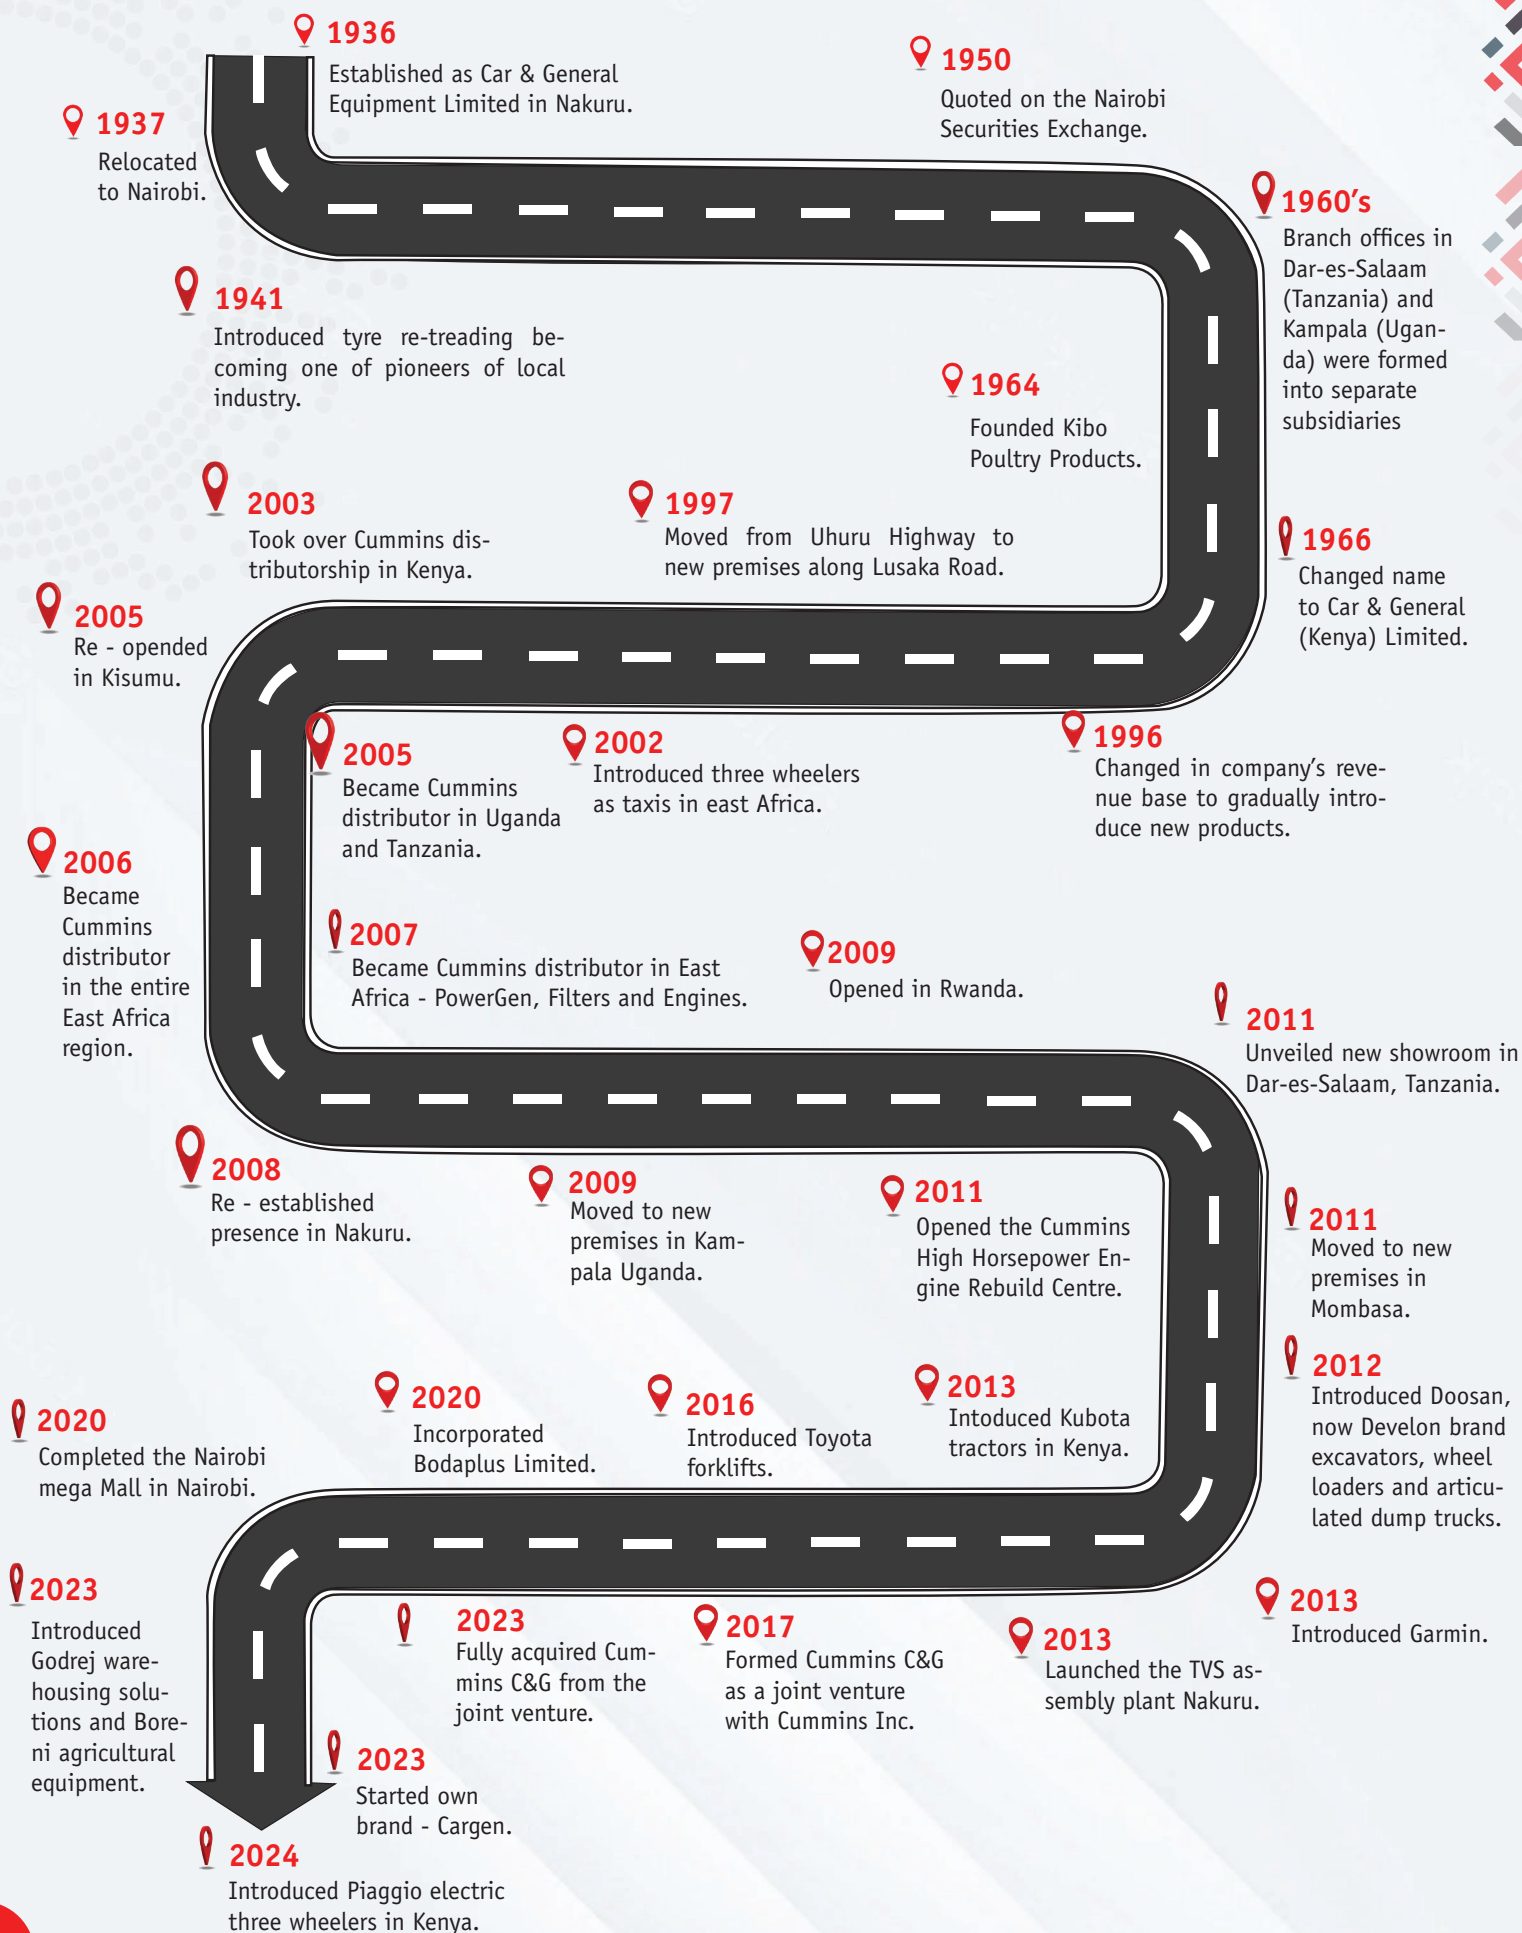 1936
Established as Car & General
Equipment Limited in Nakuru.
1937
Relocated
to Nairobi.
1950
Quoted on the Nairobi
Securities Exchange.
1941
Introduced tyre re-treading be-
coming one of pioneers of local
industry.
1960's
Branch offices in
Dar-es-Salaam
(Tanzania) and
Kampala (Ugan-
da) were formed
into separate
subsidiaries
1964
Founded Kibo
Poultry Products.
1966
Changed name
to Car & General
(Kenya) Limited.
1996
Changed in company's reve-
nue base to gradually intro-
duce new products.
1997
Moved from Uhuru Highway to
new premises along Lusaka Road.
2002
Introduced three wheelers
as taxis in east Africa.
2003
Took over Cummins dis-
tributorship in Kenya.
2005
Re - opended
in Kisumu.
2005
Became Cummins
distributor in Uganda
and Tanzania.
2006
Became
Cummins
distributor
in the entire
East Africa
region.
2007
Became Cummins distributor in East
Africa - PowerGen, Filters and Engines.
2008
Re - established
presence in Nakuru.
2009
Opened in Rwanda.
2009
Moved to new
premises in Kam-
pala Uganda.
2011
Opened the Cummins
High Horsepower En-
gine Rebuild Centre.
2011
Unveiled new showroom in
Dar-es-Salaam, Tanzania.
2011
Moved to new
premises in
Mombasa.
2012
Introduced Doosan,
now Develon brand
excavators, wheel
loaders and articu-
lated dump trucks.
2013
Intoduced Kubota
tractors in Kenya.
2013
Introduced Garmin.
2013
Launched the TVS as-
sembly plant Nakuru.
2016
Introduced Toyota
forklifts.
2017
Formed Cummins C&G
as a joint venture
with Cummins Inc.
2020
Incorporated
Bodaplus Limited.
2020
Completed the Nairobi
mega Mall in Nairobi.
2023
Fully acquired Cum-
mins C&G from the
joint venture.
2023
Introduced
Godrej ware-
housing solu-
tions and Bore-
ni agricultural
equipment.
2023
Started own
brand - Cargen.
2024
Introduced Piaggio electric
three wheelers in Kenya.